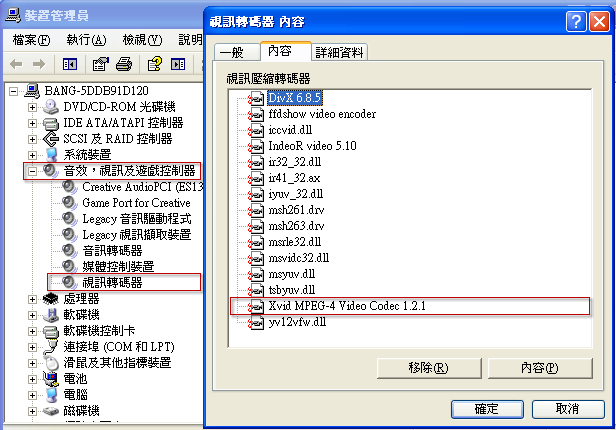 裝置管理員
檔案(F) 執行(A) 檢視(V) 說明
BANG-5DDB91D120
DVD/CD-ROM 光碟機
IDE ATA/ATAPI 控制器
SCSI 及 RAID 控制器
系統裝置
音效，視訊及遊戲控制器
Creative AudioPCI (ES13
Game Port for Creative
Legacy 音訊驅動程式
Legacy 視訊擷取裝置
音訊轉碼器
媒體控制裝置
視訊轉碼器
處理器
軟碟機
軟碟機控制卡
連接埠 (COM 和 LPT)
滑鼠及其他指標裝置
電池
電腦
磁碟機
視訊轉碼器 內容
一般 內容 詳細資料
視訊壓縮轉碼器
DivX 6.8.5
ffdshow video encoder
iccvid.dll
IndeoR video 5.10
ir32_32.dll
ir41_32.ax
iyuv_32.dll
msh261.drv
msh263.drv
msrle32.dll
msvidc32.dll
msyuv.dll
tsbyuv.dll
Xvid MPEG-4 Video Codec 1.2.1
yv12vfw.dll
移除(R) 內容(P)
確定 取消